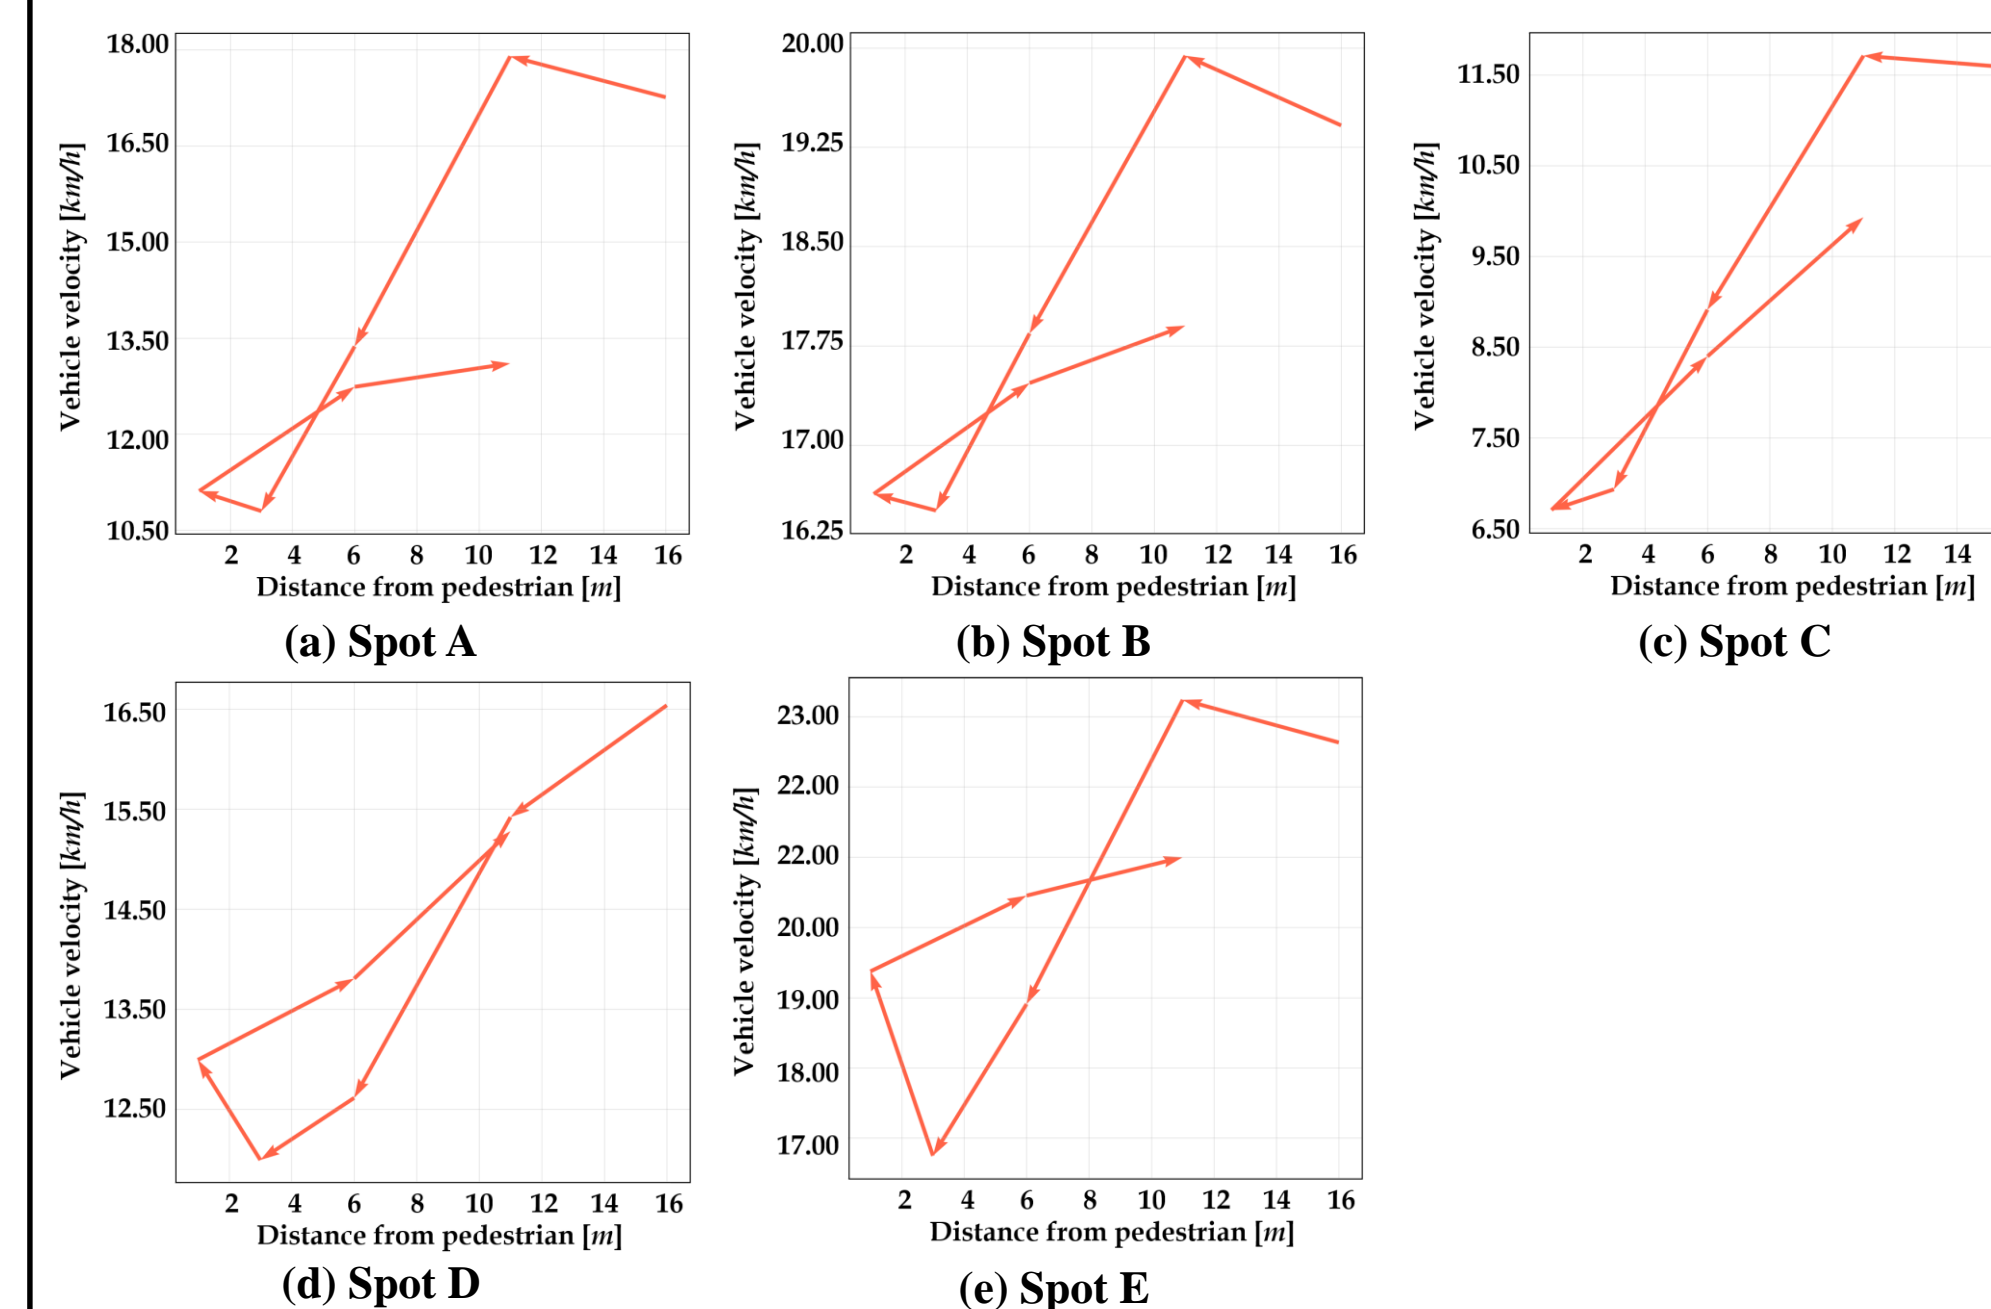 18.00
16.50
15.00
13.50
12.00
10.50
Vehicle velocity [km/h]
2 4 6 8 10 12 14 16
Distance from pedestrian [m]
(a) Spot A
20.00
19.25
18.50
17.75
17.00
16.25
Vehicle velocity [km/h]
2 4 6 8 10 12 14 16
Distance from pedestrian [m]
(b) Spot B
11.50
10.50
9.50
8.50
7.50
6.50
Vehicle velocity [km/h]
2 4 6 8 10 12 14
Distance from pedestrian [m]
(c) Spot C
16.50
15.50
14.50
13.50
12.50
Vehicle velocity [km/h]
2 4 6 8 10 12 14 16
Distance from pedestrian [m]
(d) Spot D
23.00
22.00
22.00
20.00
19.00
18.00
17.00
Vehicle velocity [km/h]
2 4 6 8 10 12 14 16
Distance from pedestrian [m]
(e) Spot E